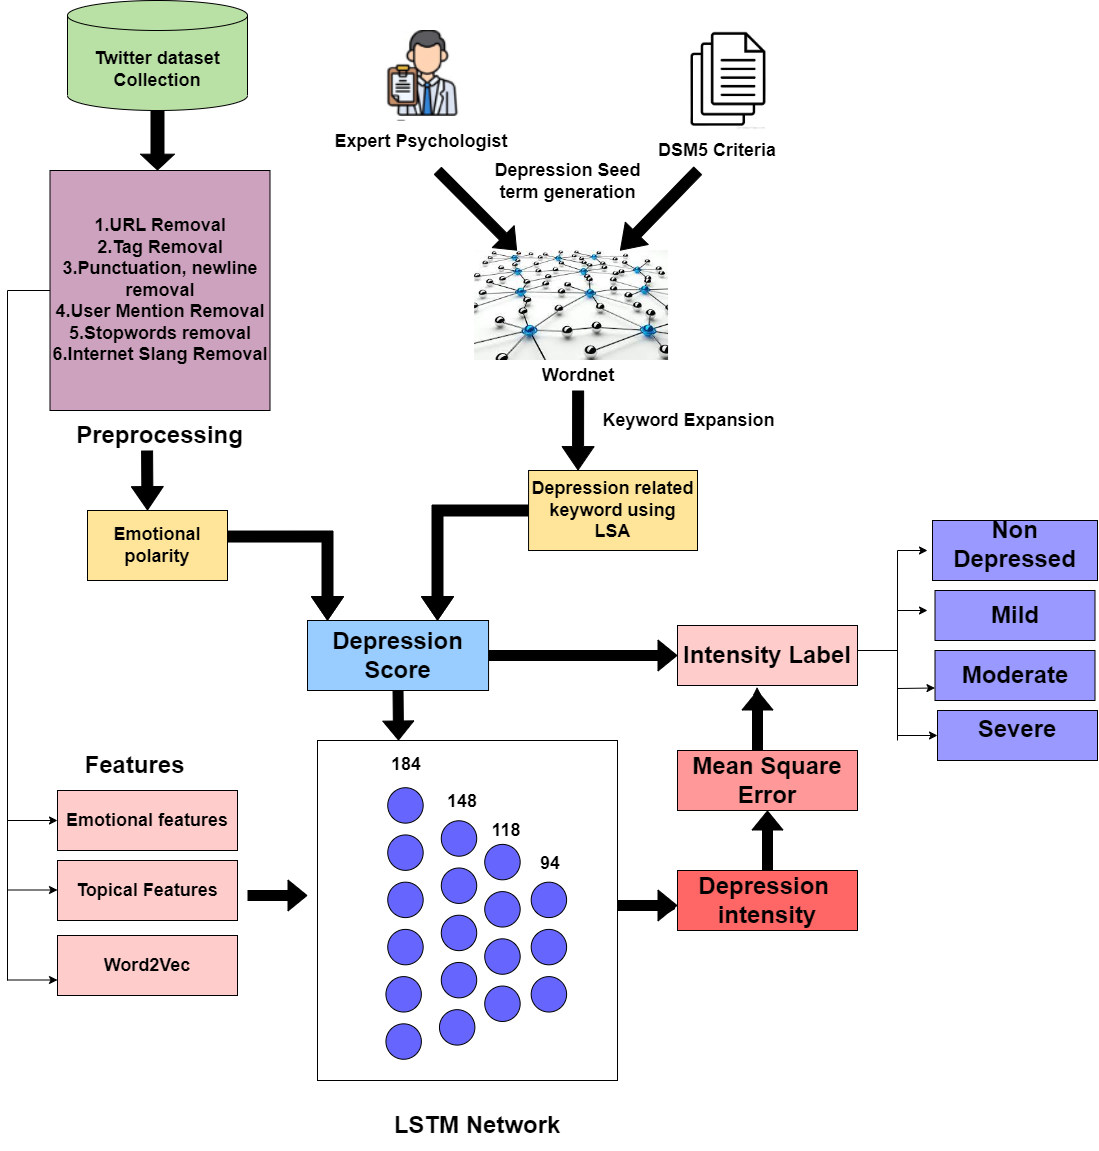 Twitter dataset
Collection
Expert Psychologist
DSM5 Criteria
Depression Seed
term generation
1.URL Removal
2.Tag Removal
3.Punctuation, newline
removal
4.User Mention Removal
5.Stopwords removal
6.Internet Slang Removal
Wordnet
Preprocessing
Keyword Expansion
Depression related
keyword using
LSA
Emotional
polarity
Non
Depressed
Mild
Moderate
Severe
Depression
Score
Intensity Label
Features
Emotional features
Topical Features
Word2Vec
184
148
118
94
Mean Square
Error
Depression
intensity
LSTM Network